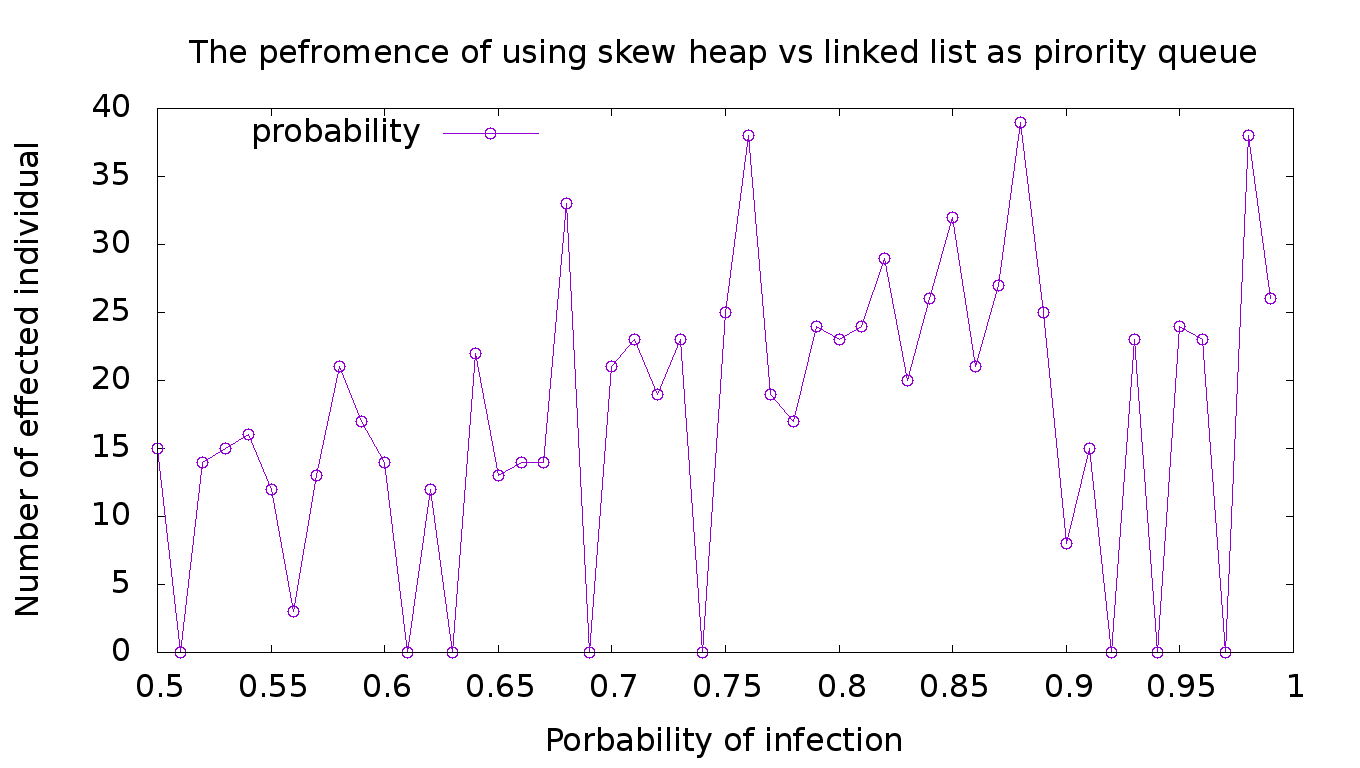 The pefromence of using skew heap vs linked list as pirority queue
probability
Number of effected individual
40
35
30
25
20
15
10
5
0
0.5 0.55 0.6 0.65 0.7 0.75 0.8 0.85 0.9 0.95 1
Porbability of infection